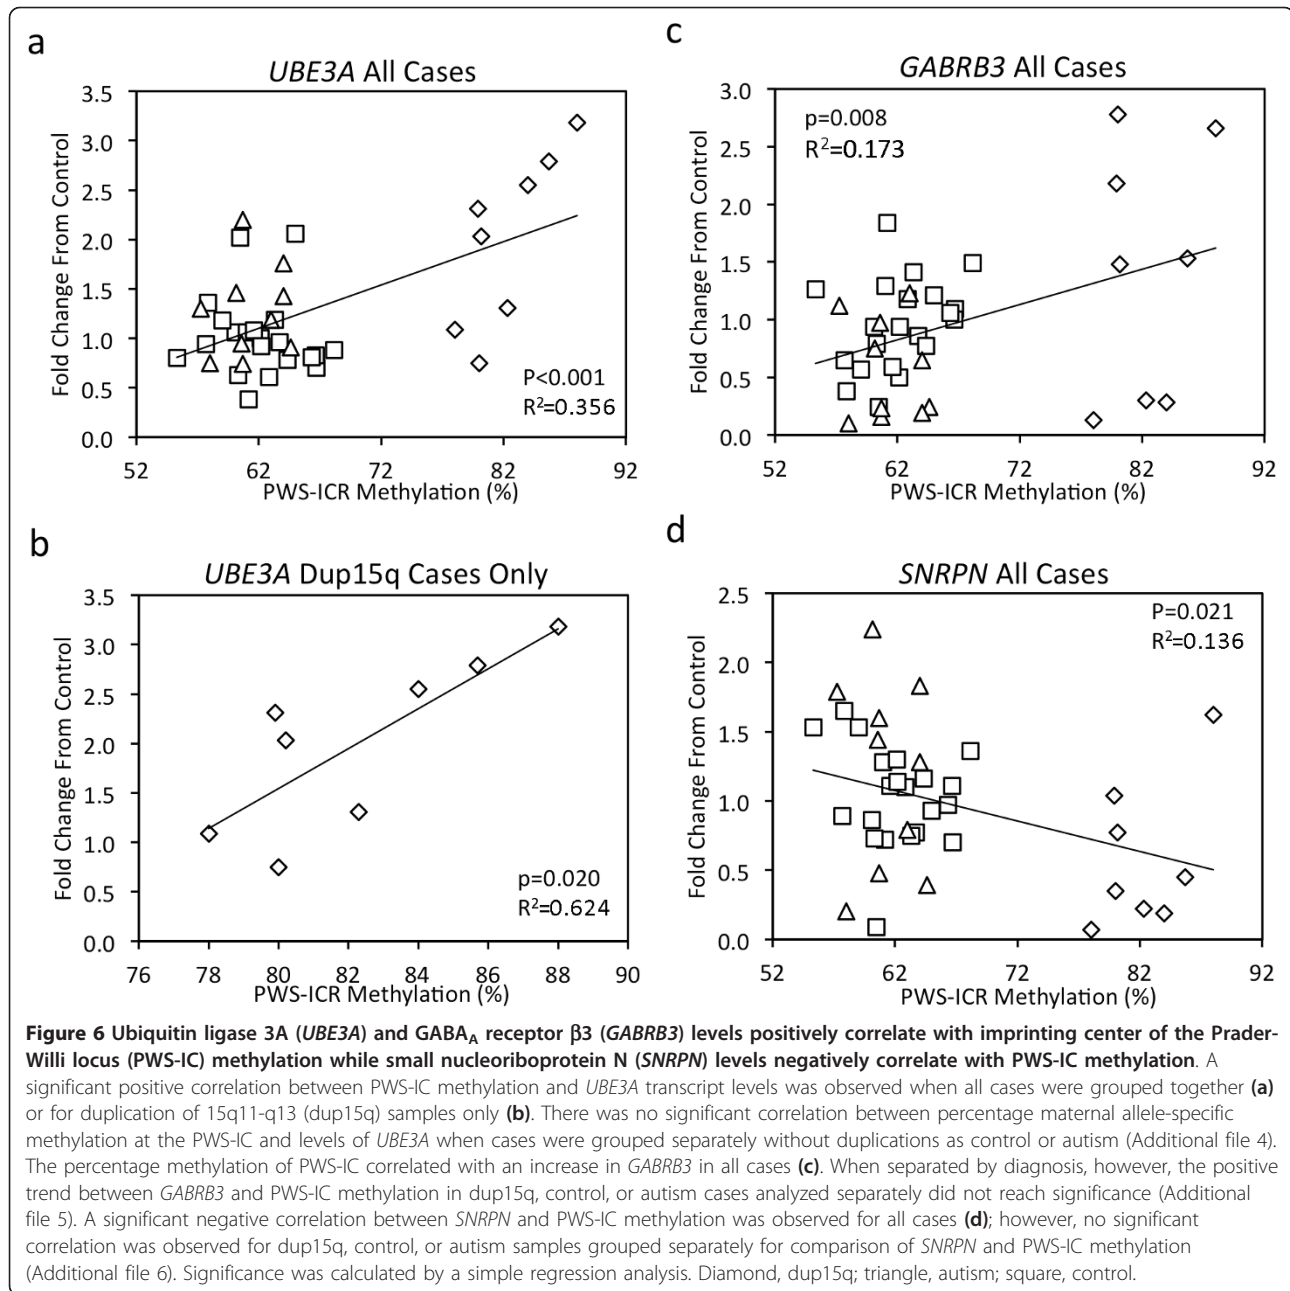 a
UBE3A All Cases
Fold Change From Control
3.5
3.0
2.5
2.0
1.5
1.0
0.5
0.0
P<0.001
R²=0.356
52 62 72 82 92
PWS-ICR Methylation (%)
c
GABRB3 All Cases
Fold Change From Control
3.0
2.5
2.0
1.5
1.0
0.5
0.0
p=0.008
R²=0.173
52 62 72 82 92
PWS-ICR Methylation (%)
b
UBE3A Dup15q Cases Only
Fold Change From Control
3.5
3.0
2.5
2.0
1.5
1.0
0.5
0.0
p=0.020
R²=0.624
76 78 80 82 84 86 88 90
PWS-ICR Methylation (%)
d
SNRPN All Cases
Fold Change From Control
2.5
2.0
1.5
1.0
0.5
0.0
P=0.021
R²=0.136
52 62 72 82 92
PWS-ICR Methylation (%)
Figure 6 Ubiquitin ligase 3A (UBE3A) and GABAA receptor β3 (GABRB3) levels positively correlate with imprinting center of the Prader-
Willi locus (PWS-IC) methylation while small nucleoriboprotein N (SNRPN) levels negatively correlate with PWS-IC methylation. A
significant positive correlation between PWS-IC methylation and UBE3A transcript levels was observed when all cases were grouped together (a)
or for duplication of 15q11-q13 (dup15q) samples only (b). There was no significant correlation between percentage maternal allele-specific
methylation at the PWS-IC and levels of UBE3A when cases were grouped separately without duplications as control or autism (Additional file 4).
The percentage methylation of PWS-IC correlated with an increase in GABRB3 in all cases (c). When separated by diagnosis, however, the positive
trend between GABRB3 and PWS-IC methylation in dup15q, control, or autism cases analyzed separately did not reach significance (Additional
file 5). A significant negative correlation between SNRPN and PWS-IC methylation was observed for all cases (d); however, no significant
correlation was observed for dup15q, control, or autism samples grouped separately for comparison of SNRPN and PWS-IC methylation
(Additional file 6). Significance was calculated by a simple regression analysis. Diamond, dup15q; triangle, autism; square, control.